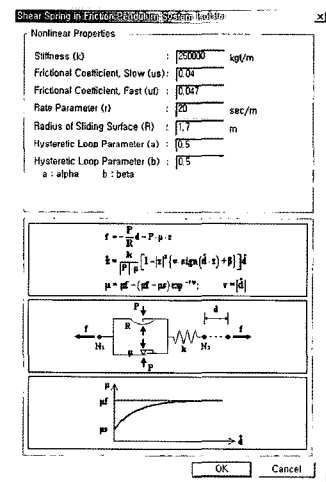 Shear Spring in Friction Pendulum System Isolator
Nonlinear Properties
Stiffness (k) : 250000 kgf/m
Frictional Coefficient, Slow (us) : 0.04
Frictional Coefficient, Fast (uf) : 0.047
Rate Parameter (r) : 20 sec/m
Radius of Sliding Surface (R) : 1.7 m
Hysteretic Loop Parameter (a) : 0.5
Hysteretic Loop Parameter (b) : 0.5
a : alpha b : beta
f = -P/R d - P·μ·z
ż = k/|P|μ [1-|z|²{α sign(ḋ·z)+β}]ḋ
μ = μf - (μf - μs) exp⁻ʳᵛ; v = |ḋ|
P
d
f
R
f
N₁
μ
k
N₂
P
μ
μf
μs
ḋ
OK Cancel